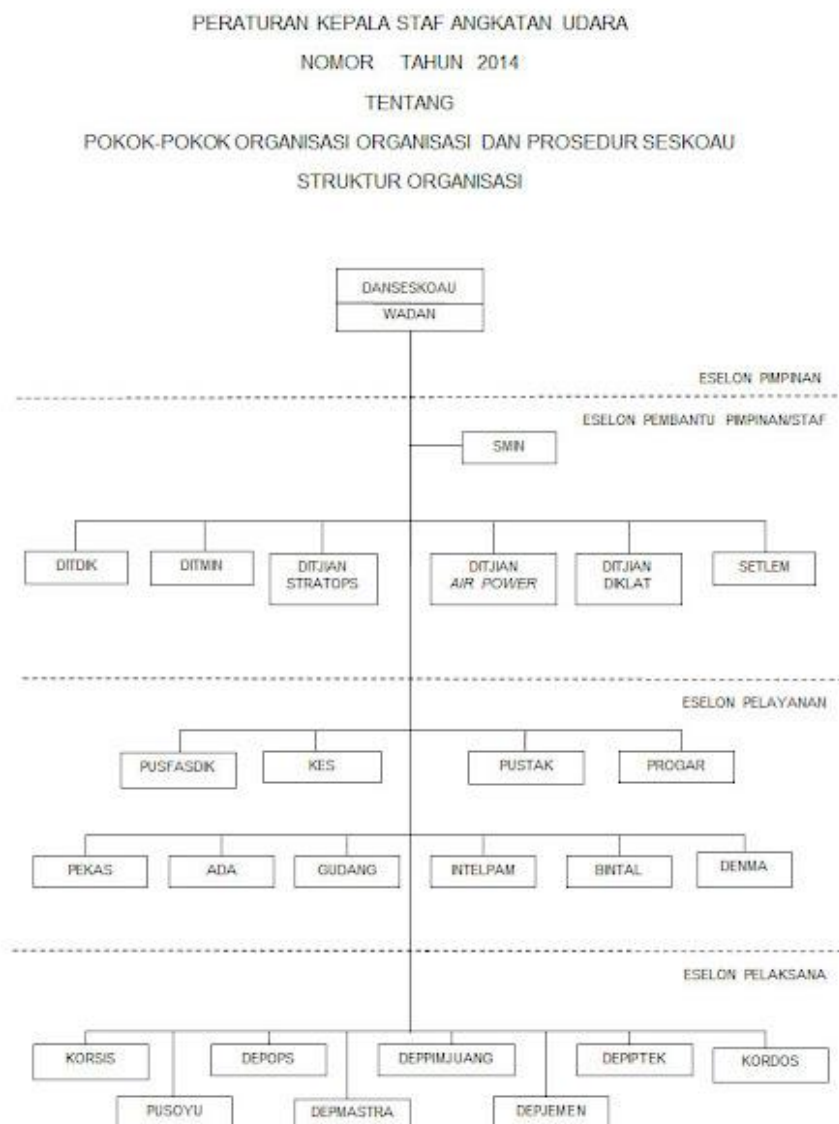 PERATURAN KEPALA STAF ANGKATAN UDARA
NOMOR TAHUN 2014
TENTANG
POKOK-POKOK ORGANISASI ORGANISASI DAN PROSEDUR SESKOAU
STRUKTUR ORGANISASI
DANSESKOAU
WADAN
ESELON PIMPINAN
ESELON PEMBANTU PIMPINAN/STAF
SMIN
DITDIK
DITMIN
DITJIAN
STRATOPS
DITJIAN
AIR POWER
DITJIAN
DIKLAT
SETLEM
ESELON PELAYANAN
PUSFASDIK
KES
PUSTAK
PROGAR
PEKAS
ADA
GUDANG
INTELPAM
BINTAL
DENMA
ESELON PELAKSANA
KORSIS
DEPOPS
DEPPIMJUANG
DEPIPTEK
KORDOS
PUSOYU
DEPMASTRA
DEPJEMEN